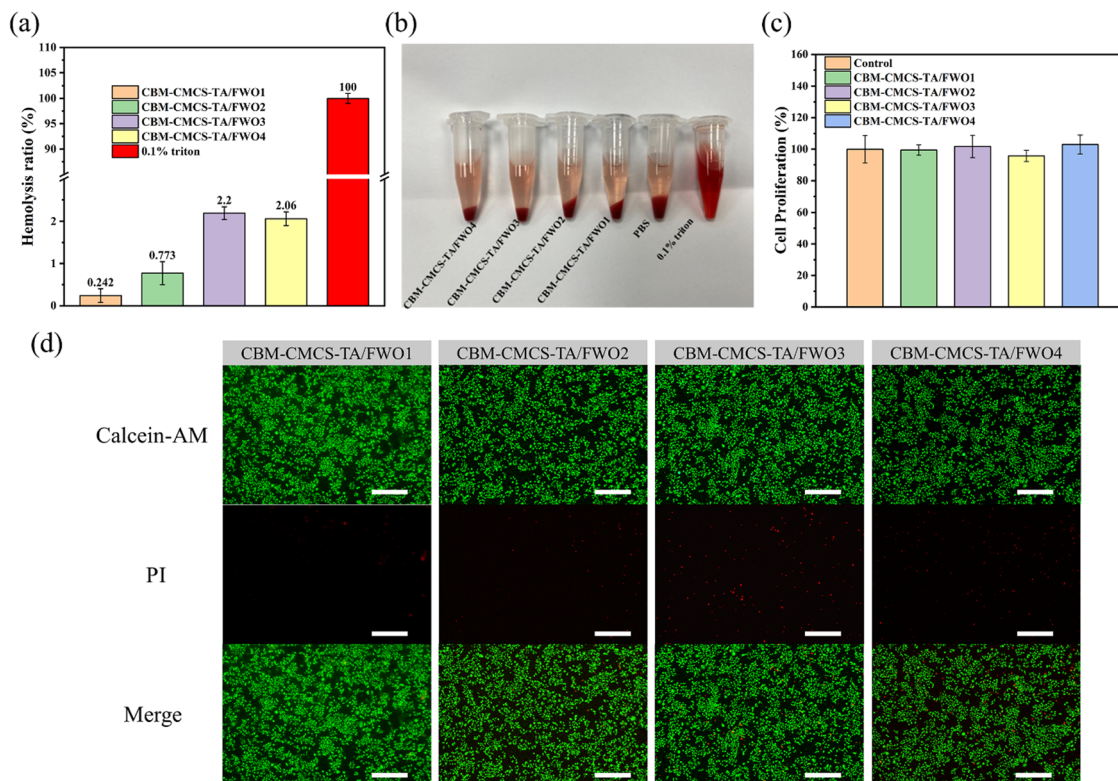 (a)
Hemolysis ratio (%)
110
105
100
95
90
2
1
0
CBM-CMCS-TA/FWO1
CBM-CMCS-TA/FWO2
CBM-CMCS-TA/FWO3
CBM-CMCS-TA/FWO4
0.1% triton
0.242
0.773
2.2
2.06
100
(b)
CBM-CMCS-TA/FWO4
CBM-CMCS-TA/FWO3
CBM-CMCS-TA/FWO2
CBM-CMCS-TA/FWO1
PBS
0.1% triton
(c)
Cell Proliferation (%)
160
140
120
100
80
60
40
20
0
Control
CBM-CMCS-TA/FWO1
CBM-CMCS-TA/FWO2
CBM-CMCS-TA/FWO3
CBM-CMCS-TA/FWO4
(d)
CBM-CMCS-TA/FWO1 CBM-CMCS-TA/FWO2 CBM-CMCS-TA/FWO3 CBM-CMCS-TA/FWO4
Calcein-AM
PI
Merge